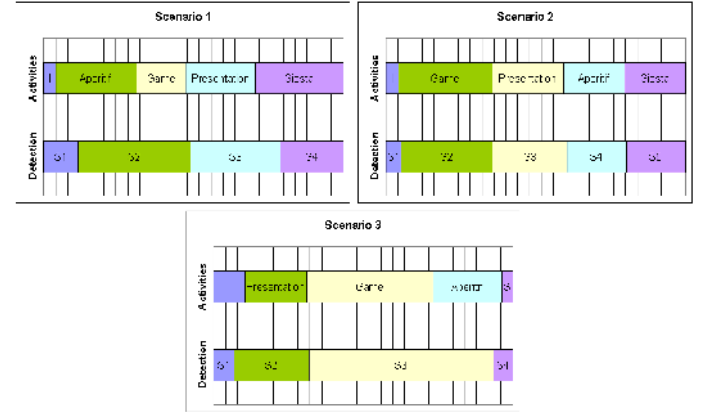 Scenario 1
Activities
I
Aperitif
Game
Presentation
Siesta
Detection
S1
S2
S3
S4
Scenario 2
Activities
Game
Presentation
Aperitif
Siesta
Detection
S1
S2
S3
S4
S5
Scenario 3
Activities
Presentation
Game
Aperitif
S
Detection
S1
S2
S3
S4